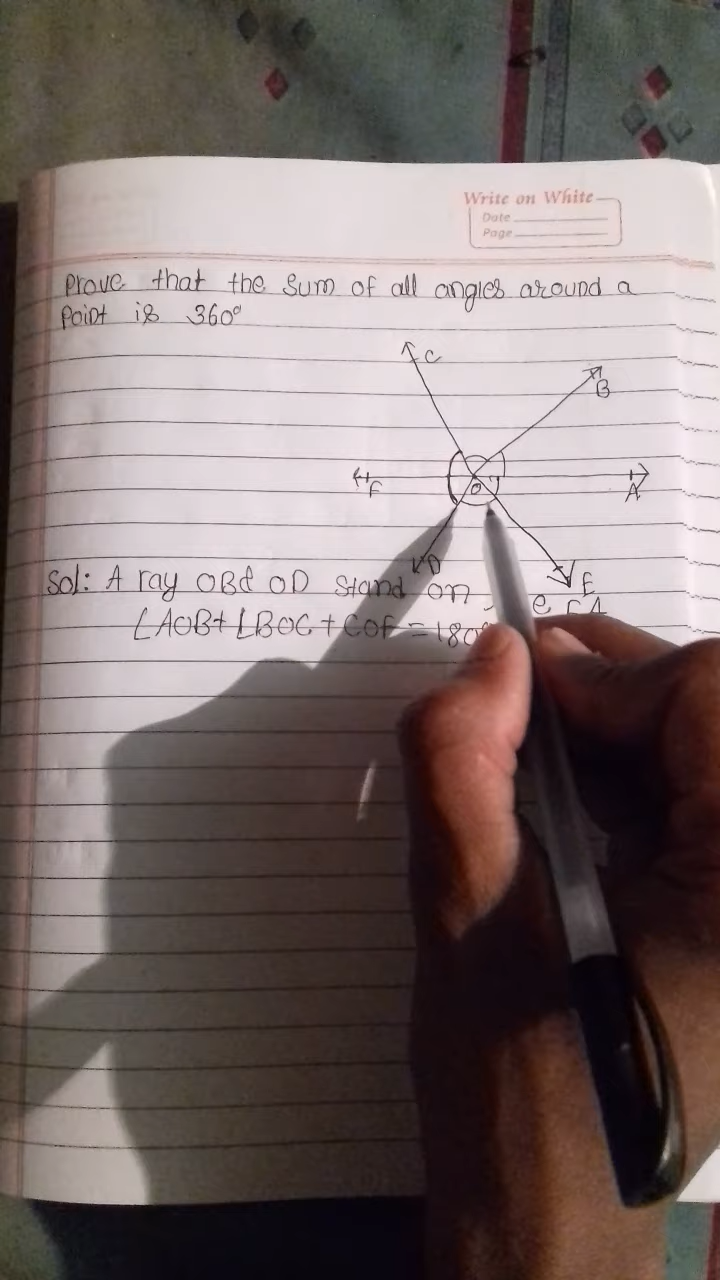 Write on White
Date
Page
Prove that the sum of all angles around a
Point is 360°
C
B
F
O
A
D
E
Sol: A ray OB& OD stand on
∠AOB+ ∠BOC + COF = 180°